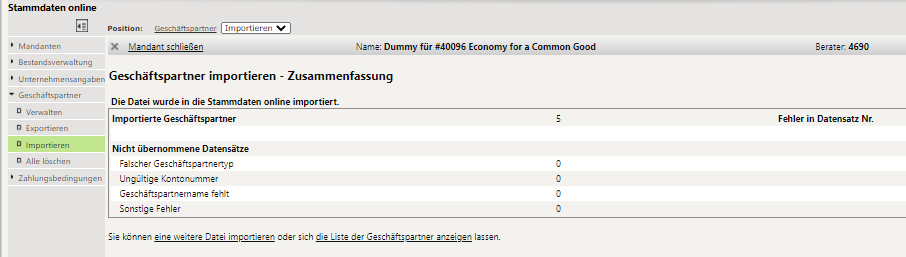 Stammdaten online
Position: Geschäftspartner Importieren
Mandanten
Bestandsverwaltung
Unternehmensangaben
Geschäftspartner
Verwalten
Exportieren
Importieren
Alle löschen
Zahlungsbedingungen
Mandant schließen Name: Dummy für #40096 Economy for a Common Good Berater: 4690
Geschäftspartner importieren - Zusammenfassung
Die Datei wurde in die Stammdaten online importiert.
Importierte Geschäftspartner 5 Fehler in Datensatz Nr.
Nicht übernommene Datensätze
Falscher Geschäftspartnertyp 0
Ungültige Kontonummer 0
Geschäftspartnername fehlt 0
Sonstige Fehler 0
Sie können eine weitere Datei importieren oder sich die Liste der Geschäftspartner anzeigen lassen.